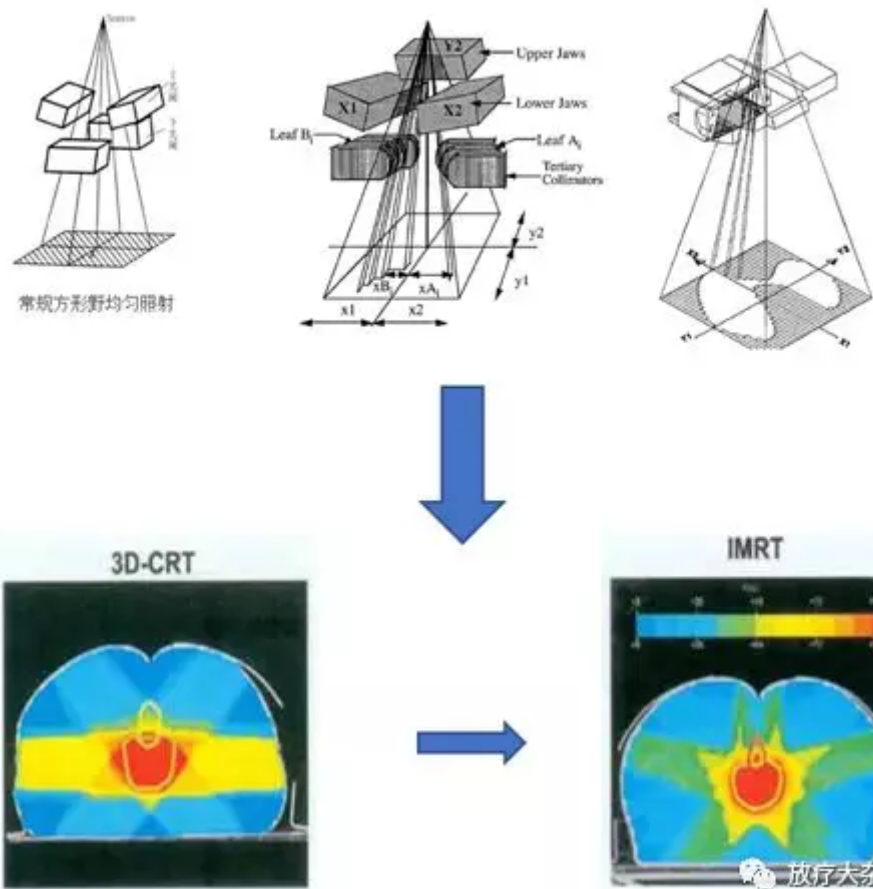 Source
Y2
Upper Jaws
X1
X2
Lower Jaws
Leaf Bi
Leaf Ai
Tertiary
Collimators
y2
y1
xBi
xAi
x1
x2
常规方形野均匀照射
3D-CRT
IMRT
放疗大杂